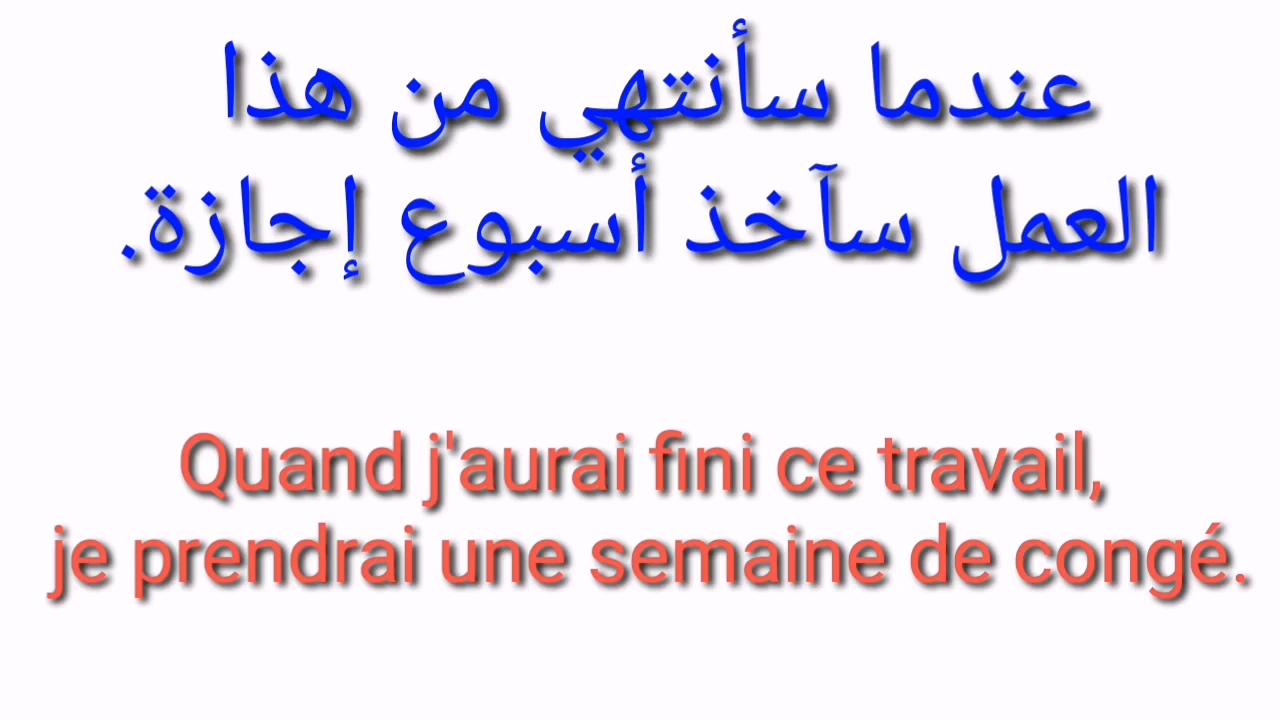 عندما سأنتهي من هذا
العمل سآخذ أسبوع إجازة.
Quand j'aurai fini ce travail,
je prendrai une semaine de congé.